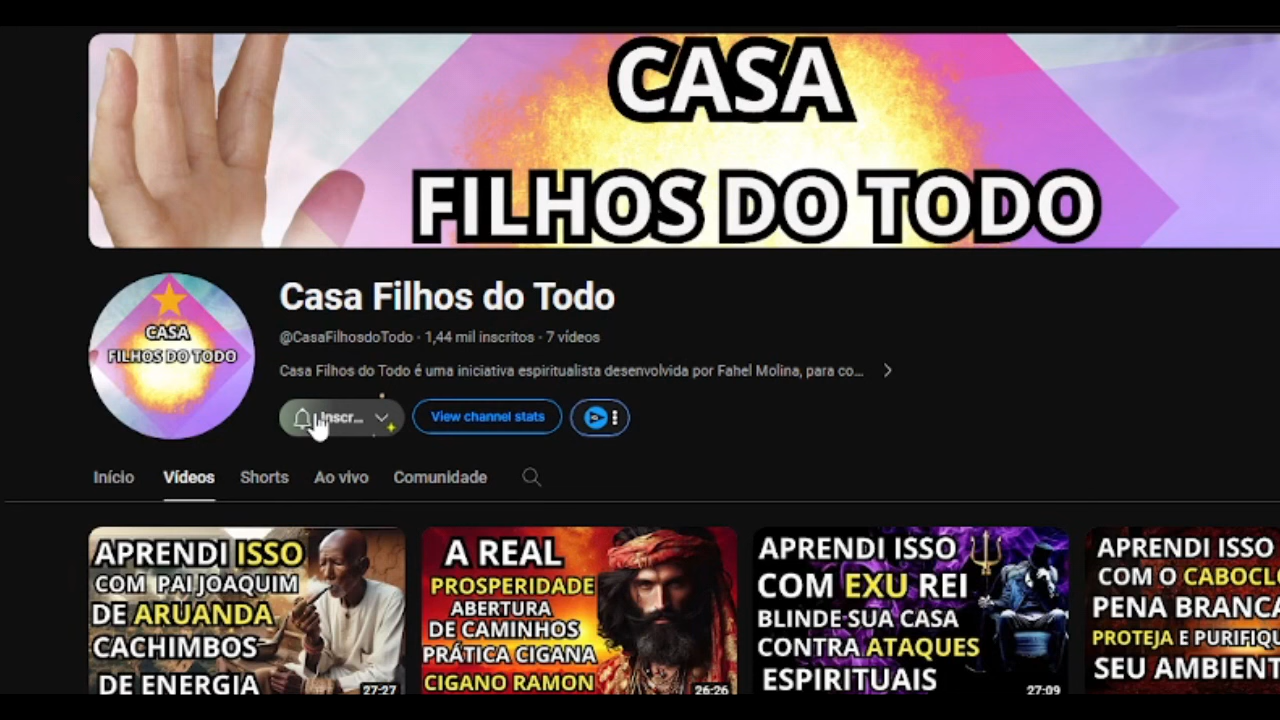 CASA
FILHOS DO TODO
CASA
FILHOS DO TODO
Casa Filhos do Todo
@CasaFilhosdoTodo · 1,44 mil inscritos · 7 vídeos
Casa Filhos do Todo é uma iniciativa espiritualista desenvolvida por Fahel Molina, para co...
Inscr...
View channel stats
Início Vídeos Shorts Ao vivo Comunidade
APRENDI ISSO
COM PAI JOAQUIM
DE ARUANDA
CACHIMBOS
DE ENERGIA
27:27
A REAL
PROSPERIDADE
ABERTURA
DE CAMINHOS
PRÁTICA CIGANA
CIGANO RAMON
26:26
APRENDI ISSO
COM EXU REI
BLINDE SUA CASA
CONTRA ATAQUES
ESPIRITUAIS
27:09
APRENDI ISSO
COM O CABOCLO
PENA BRANCA
PROTEJA E PURIFIQU
SEU AMBIENT